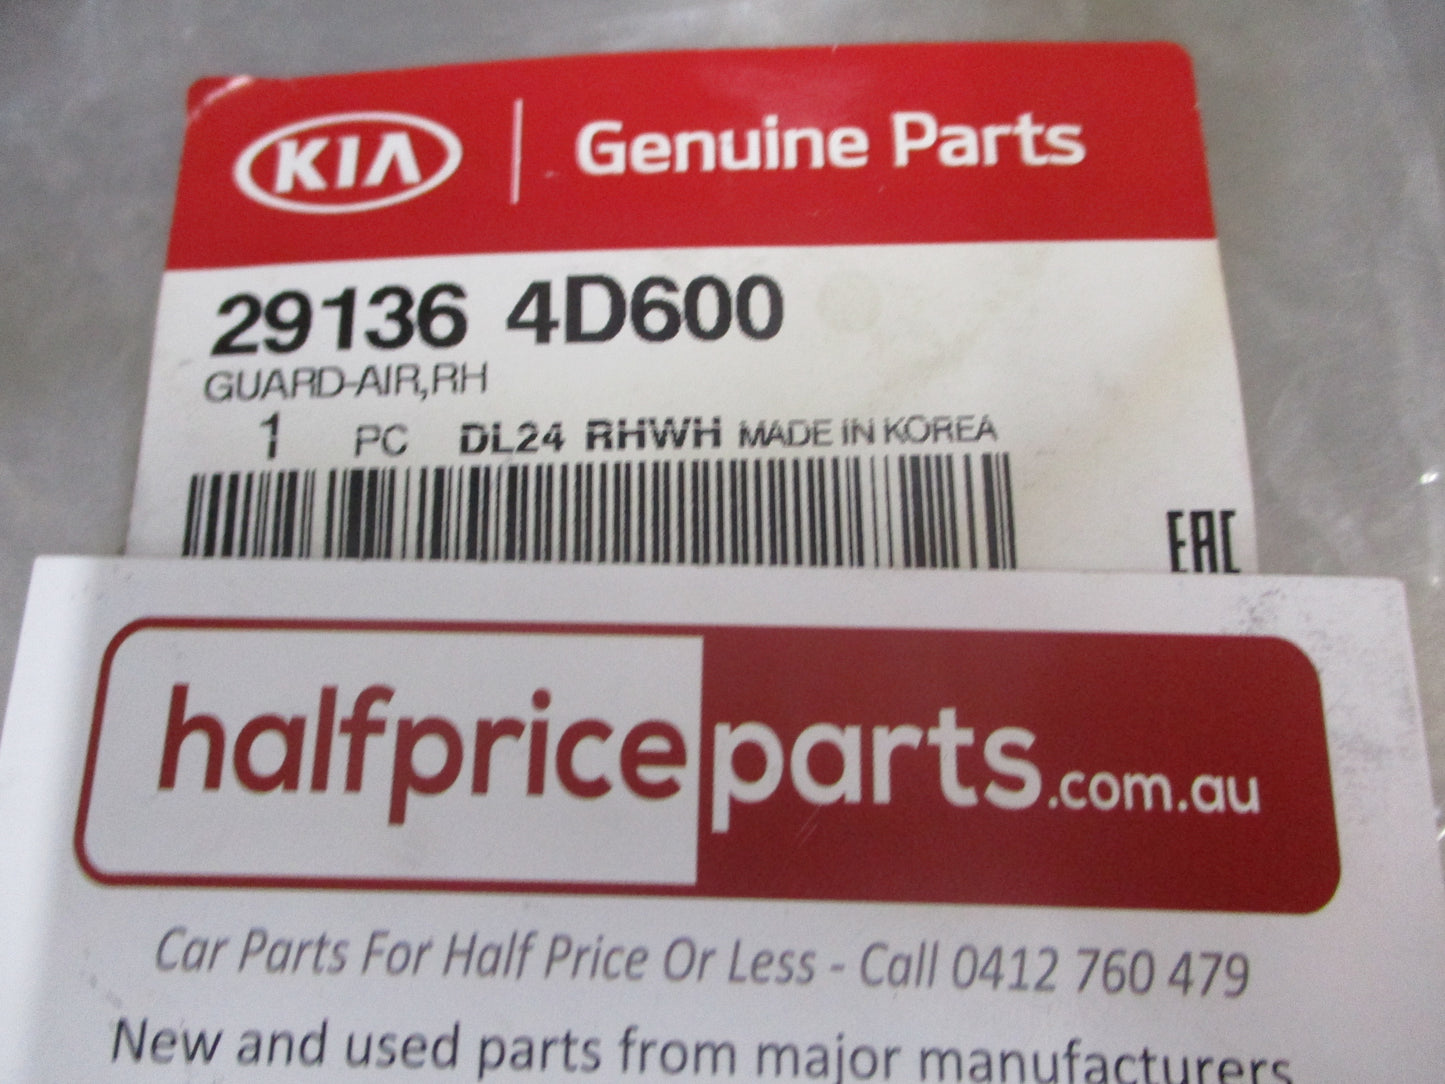 KIA Genuine Parts
29136 4D600
GUARD-AIR,RH
1 PC DL24 RHWH MADE IN KOREA
EAC
halfpriceparts.com.au
Car Parts For Half Price Or Less - Call 0412 760 479
New and used parts from major manufacturers